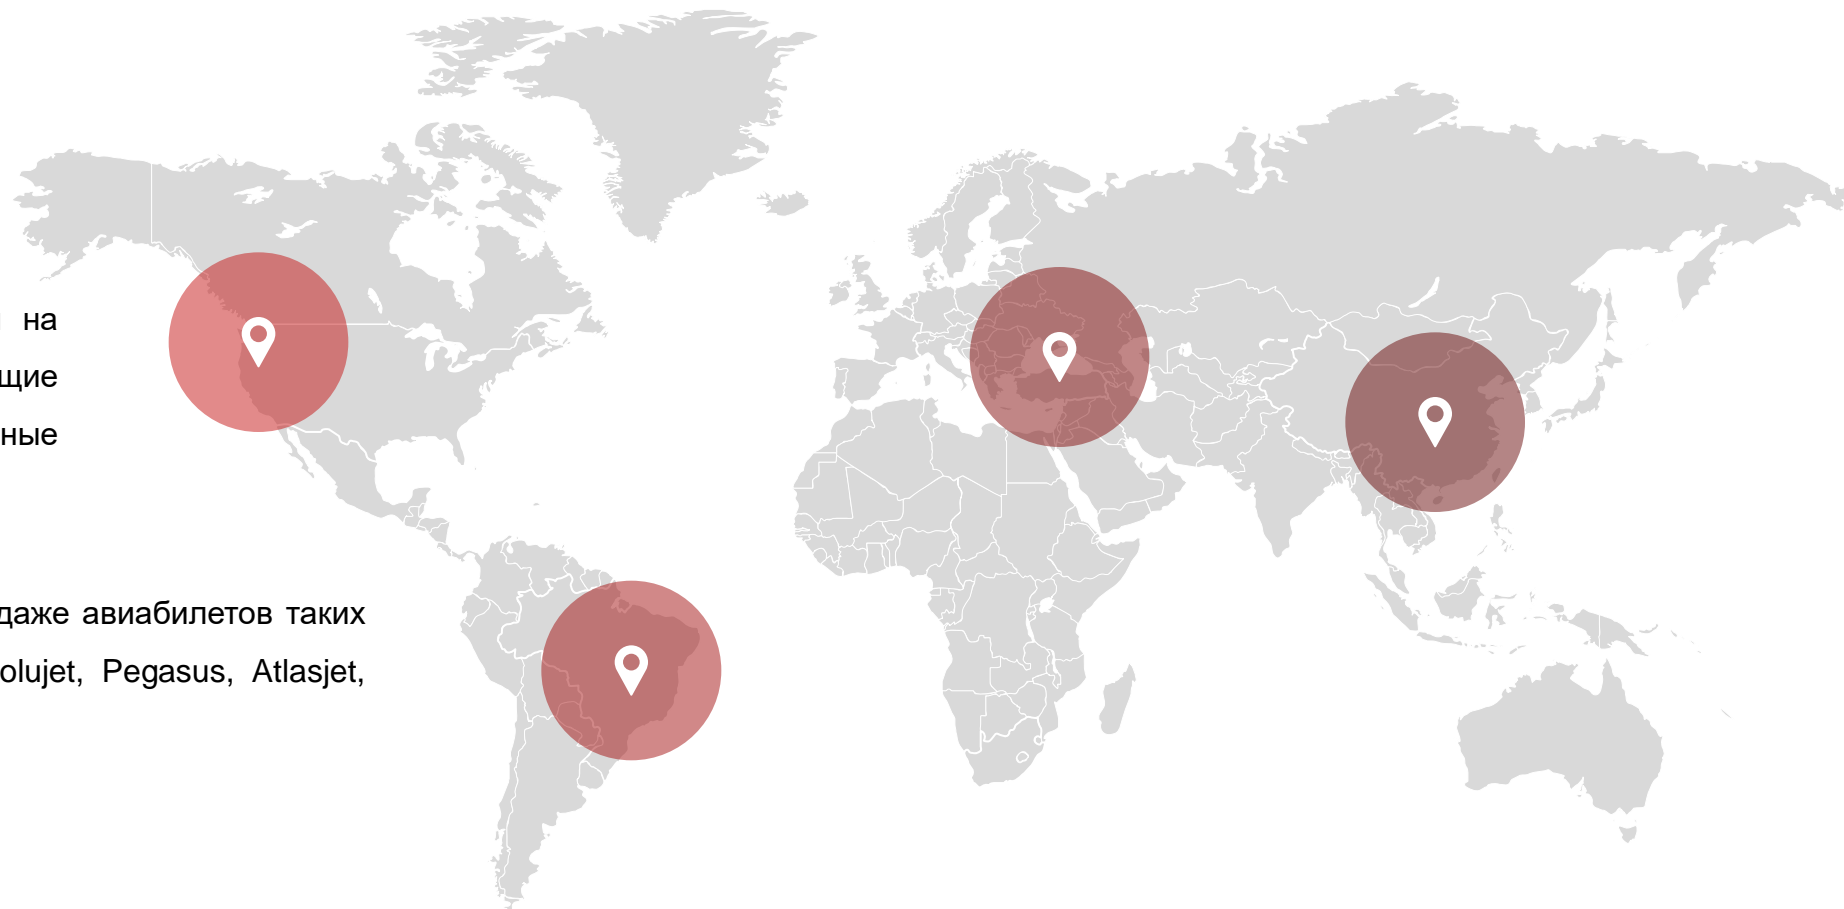 на
щие
ные
даже авиабилетов таких
olujet, Pegasus, Atlasjet,